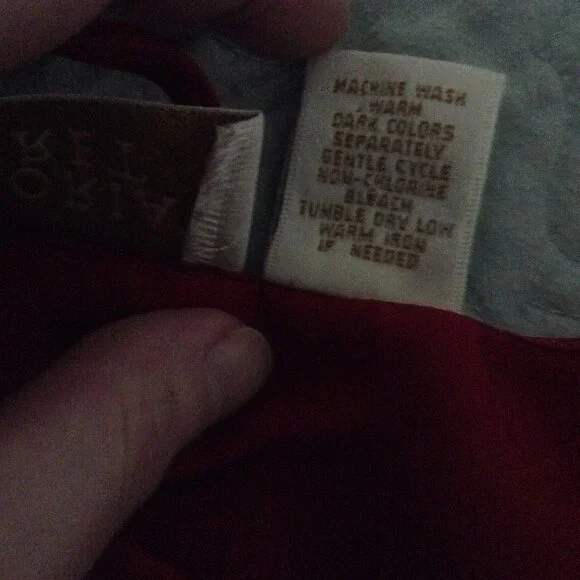 MACHINE WASH
WARM
DARK COLORS
SEPARATELY
GENTLE CYCLE
NON-CHLORINE
BLEACH
TUMBLE DRY LOW
WARM IRON
IF NEEDED